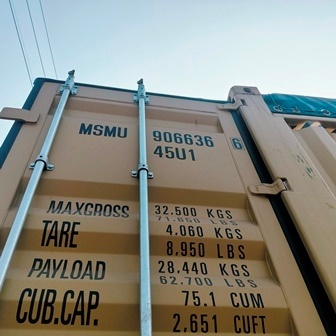 MSMU 906636 6
45U1
MAXGROSS 32.500 KGS
71.650 LBS
TARE 4.060 KGS
8,950 LBS
PAYLOAD 28,440 KGS
62.700 LBS
CUB.CAP. 75.1 CUM
2,651 CUFT